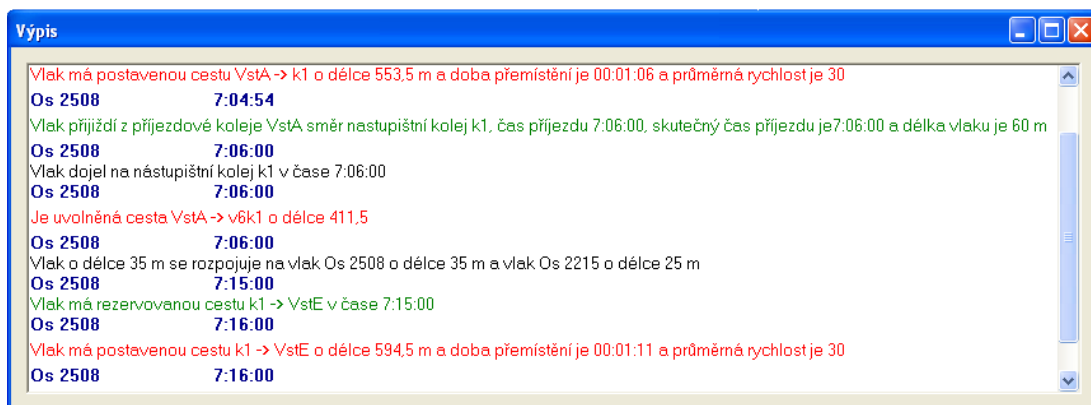 Výpis
Vlak má postavenou cestu VstA -> k1 o délce 553,5 m a doba přemístění je 00:01:06 a průměrná rychlost je 30
Os 2508 7:04:54
Vlak přijiždí z příjezdové koleje VstA směr nastupištní kolej k1, čas příjezdu 7:06:00, skutečný čas příjezdu je7:06:00 a délka vlaku je 60 m
Os 2508 7:06:00
Vlak dojel na nástupištní kolej k1 v čase 7:06:00
Os 2508 7:06:00
Je uvolněná cesta VstA -> v6k1 o délce 411,5
Os 2508 7:06:00
Vlak o délce 35 m se rozpojuje na vlak Os 2508 o délce 35 m a vlak Os 2215 o délce 25 m
Os 2508 7:15:00
Vlak má rezervovanou cestu k1 -> VstE v čase 7:15:00
Os 2508 7:16:00
Vlak má postavenou cestu k1 -> VstE o délce 594,5 m a doba přemístění je 00:01:11 a průměrná rychlost je 30
Os 2508 7:16:00